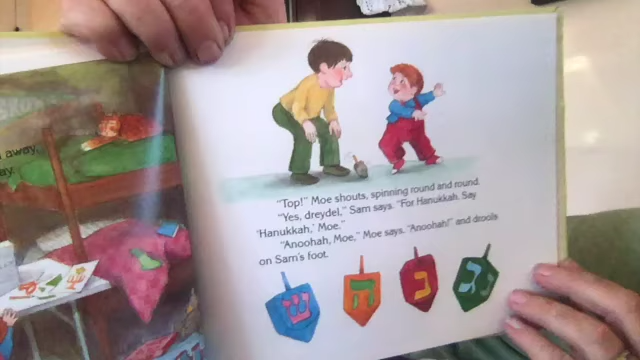 away,
ay.
"Top!" Moe shouts, spinning round and round.
"Yes, dreydel," Sam says. "For Hanukkah. Say
'Hanukkah,' Moe."
"Anoohah, Moe," Moe says. "Anoohah!" and drools
on Sam's foot.
ש ה נ ג